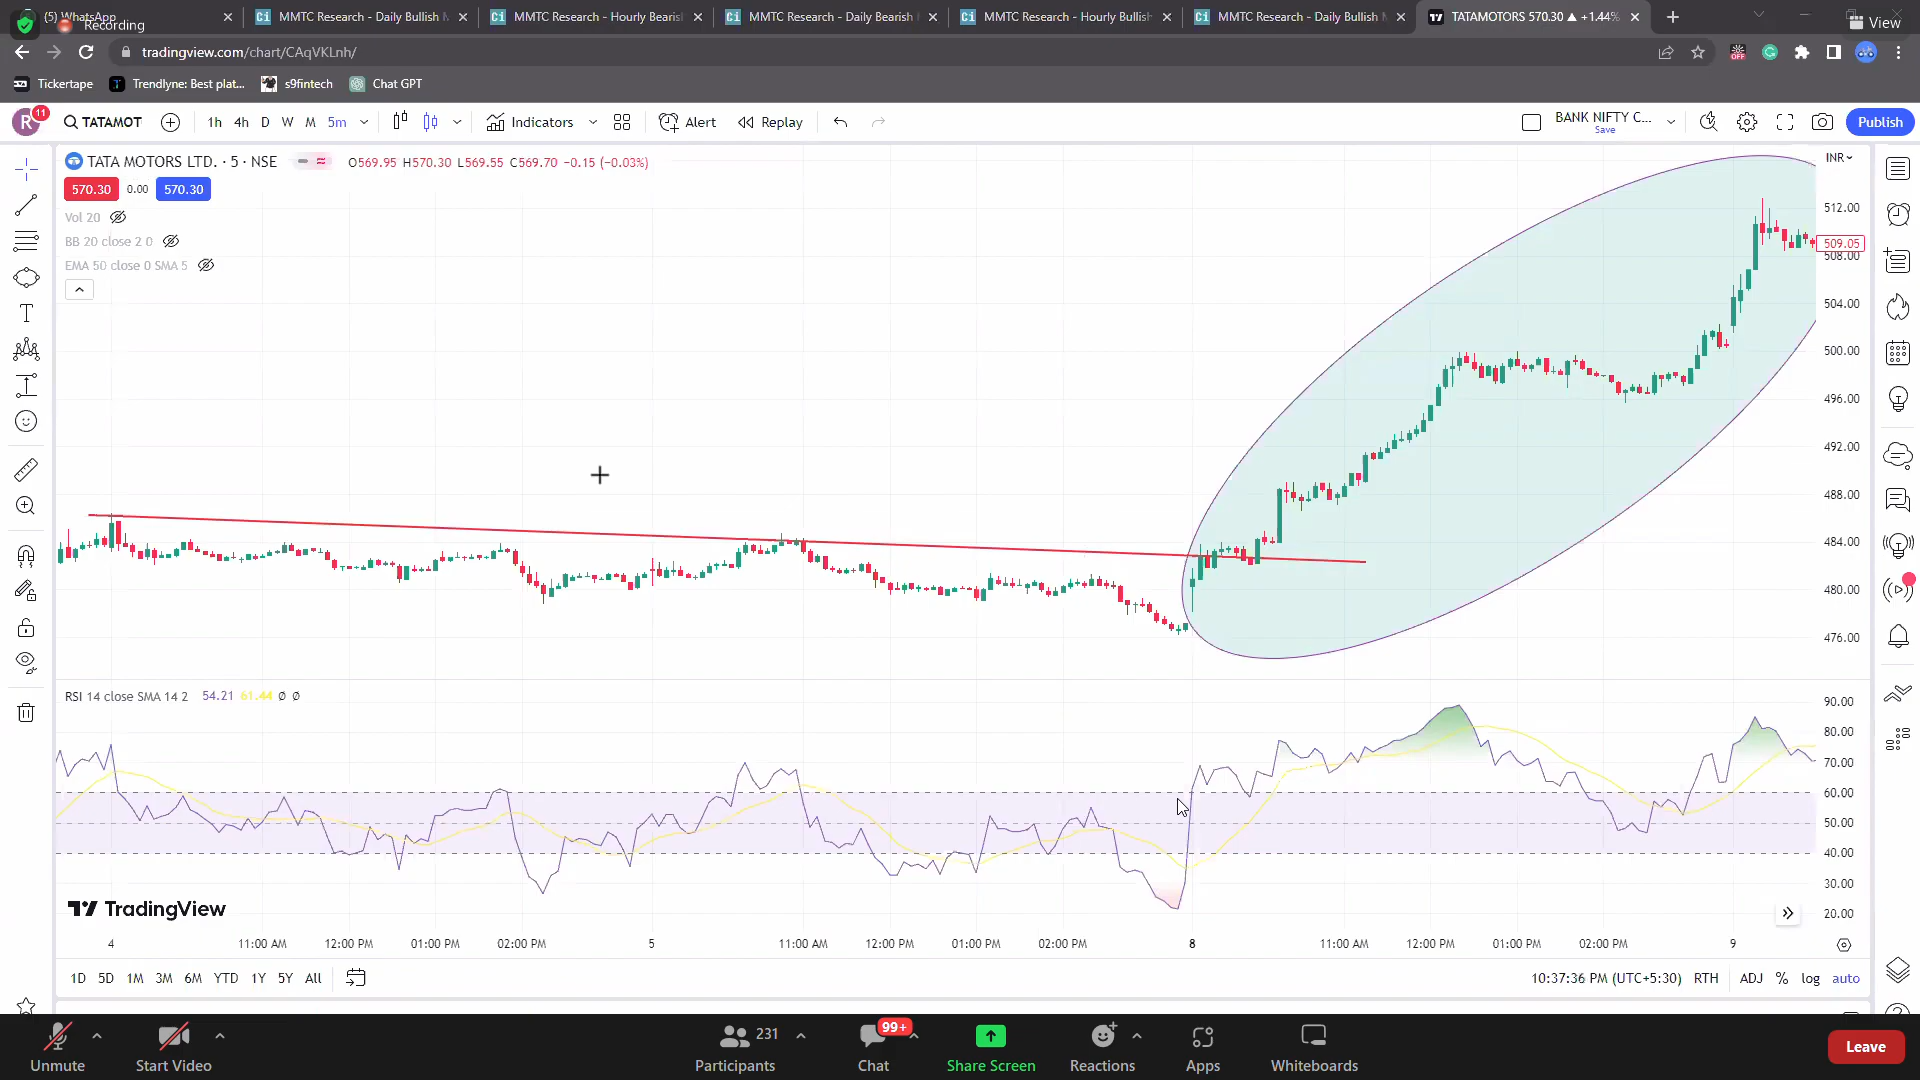 (5) WhatsApp
MMTC Research - Daily Bullish M
MMTC Research - Hourly Bearish
MMTC Research - Daily Bearish
MMTC Research - Hourly Bullish
MMTC Research - Daily Bullish M
TATAMOTORS 570.30 ▲ +1.44%
Recording
View
tradingview.com/chart/CAqVKLnh/
OFF
Tickertape
Trendlyne: Best plat...
s9fintech
Chat GPT
R
11
TATAMOT
1h
4h
D
W
M
5m
Indicators
Alert
Replay
BANK NIFTY C...
Save
Publish
TATA MOTORS LTD. · 5 · NSE
O569.95 H570.30 L569.55 C569.70 −0.15 (−0.03%)
INR
570.30
0.00
570.30
Vol 20
BB 20 close 2 0
EMA 50 close 0 SMA 5
512.00
509.05
508.00
504.00
500.00
496.00
492.00
488.00
484.00
480.00
476.00
RSI 14 close SMA 14 2 54.21 61.44 Ø Ø
90.00
80.00
70.00
60.00
50.00
40.00
30.00
20.00
TradingView
4
11:00 AM
12:00 PM
01:00 PM
02:00 PM
5
11:00 AM
12:00 PM
01:00 PM
02:00 PM
8
11:00 AM
12:00 PM
01:00 PM
02:00 PM
9
1D
5D
1M
3M
6M
YTD
1Y
5Y
All
10:37:36 PM (UTC+5:30)
RTH
ADJ
%
log
auto
Unmute
Start Video
231
Participants
99+
Chat
Share Screen
Reactions
Apps
Whiteboards
Leave